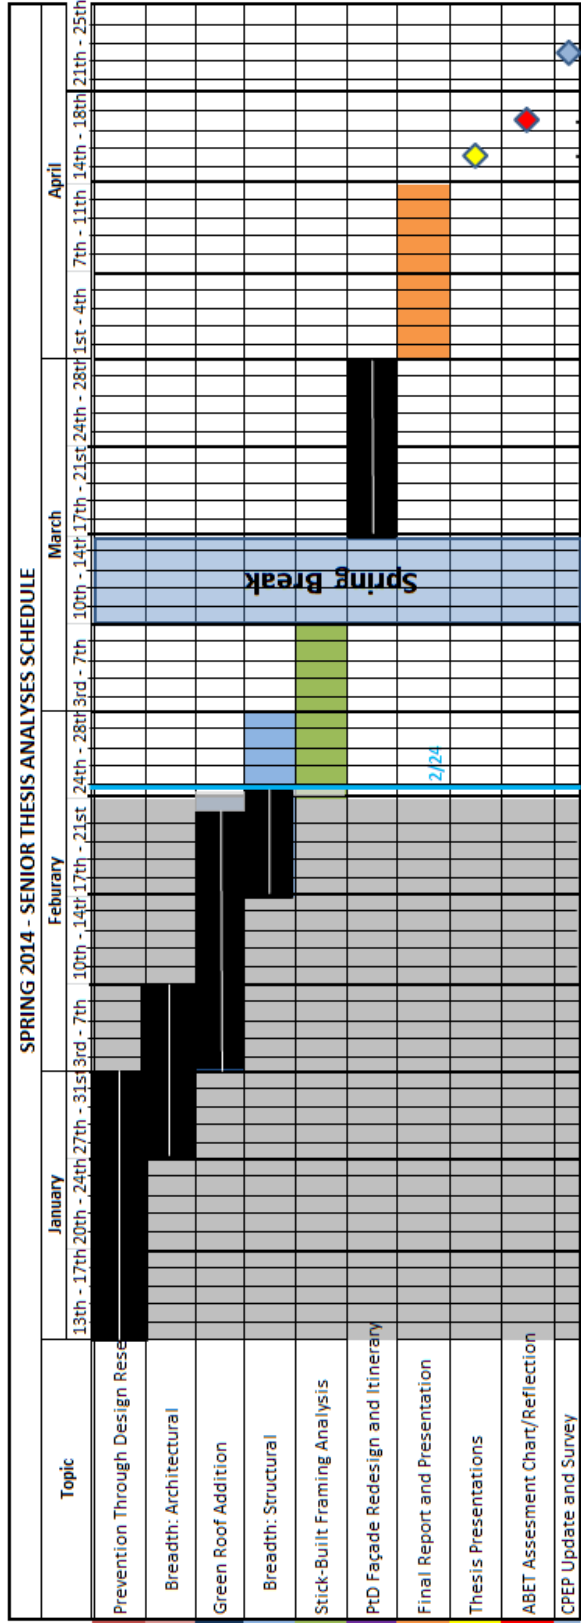 SPRING 2014 - SENIOR THESIS ANALYSES SCHEDULE
Topic January Feburary March April
13th - 17th 20th - 24th 27th - 31st 3rd - 7th 10th - 14th 17th - 21st 24th - 28th 3rd - 7th 10th - 14th 17th - 21st 24th - 28th 1st - 4th 7th - 11th 14th - 18th 21th - 25th
Prevention Through Design Rese
Breadth: Architectural
Green Roof Addition
Breadth: Structural
Stick-Built Framing Analysis
PtD Façade Redesign and Itinerary
Final Report and Presentation
Thesis Presentations
ABET Assesment Chart/Reflection
CPEP Update and Survey
Spring Break
2/24